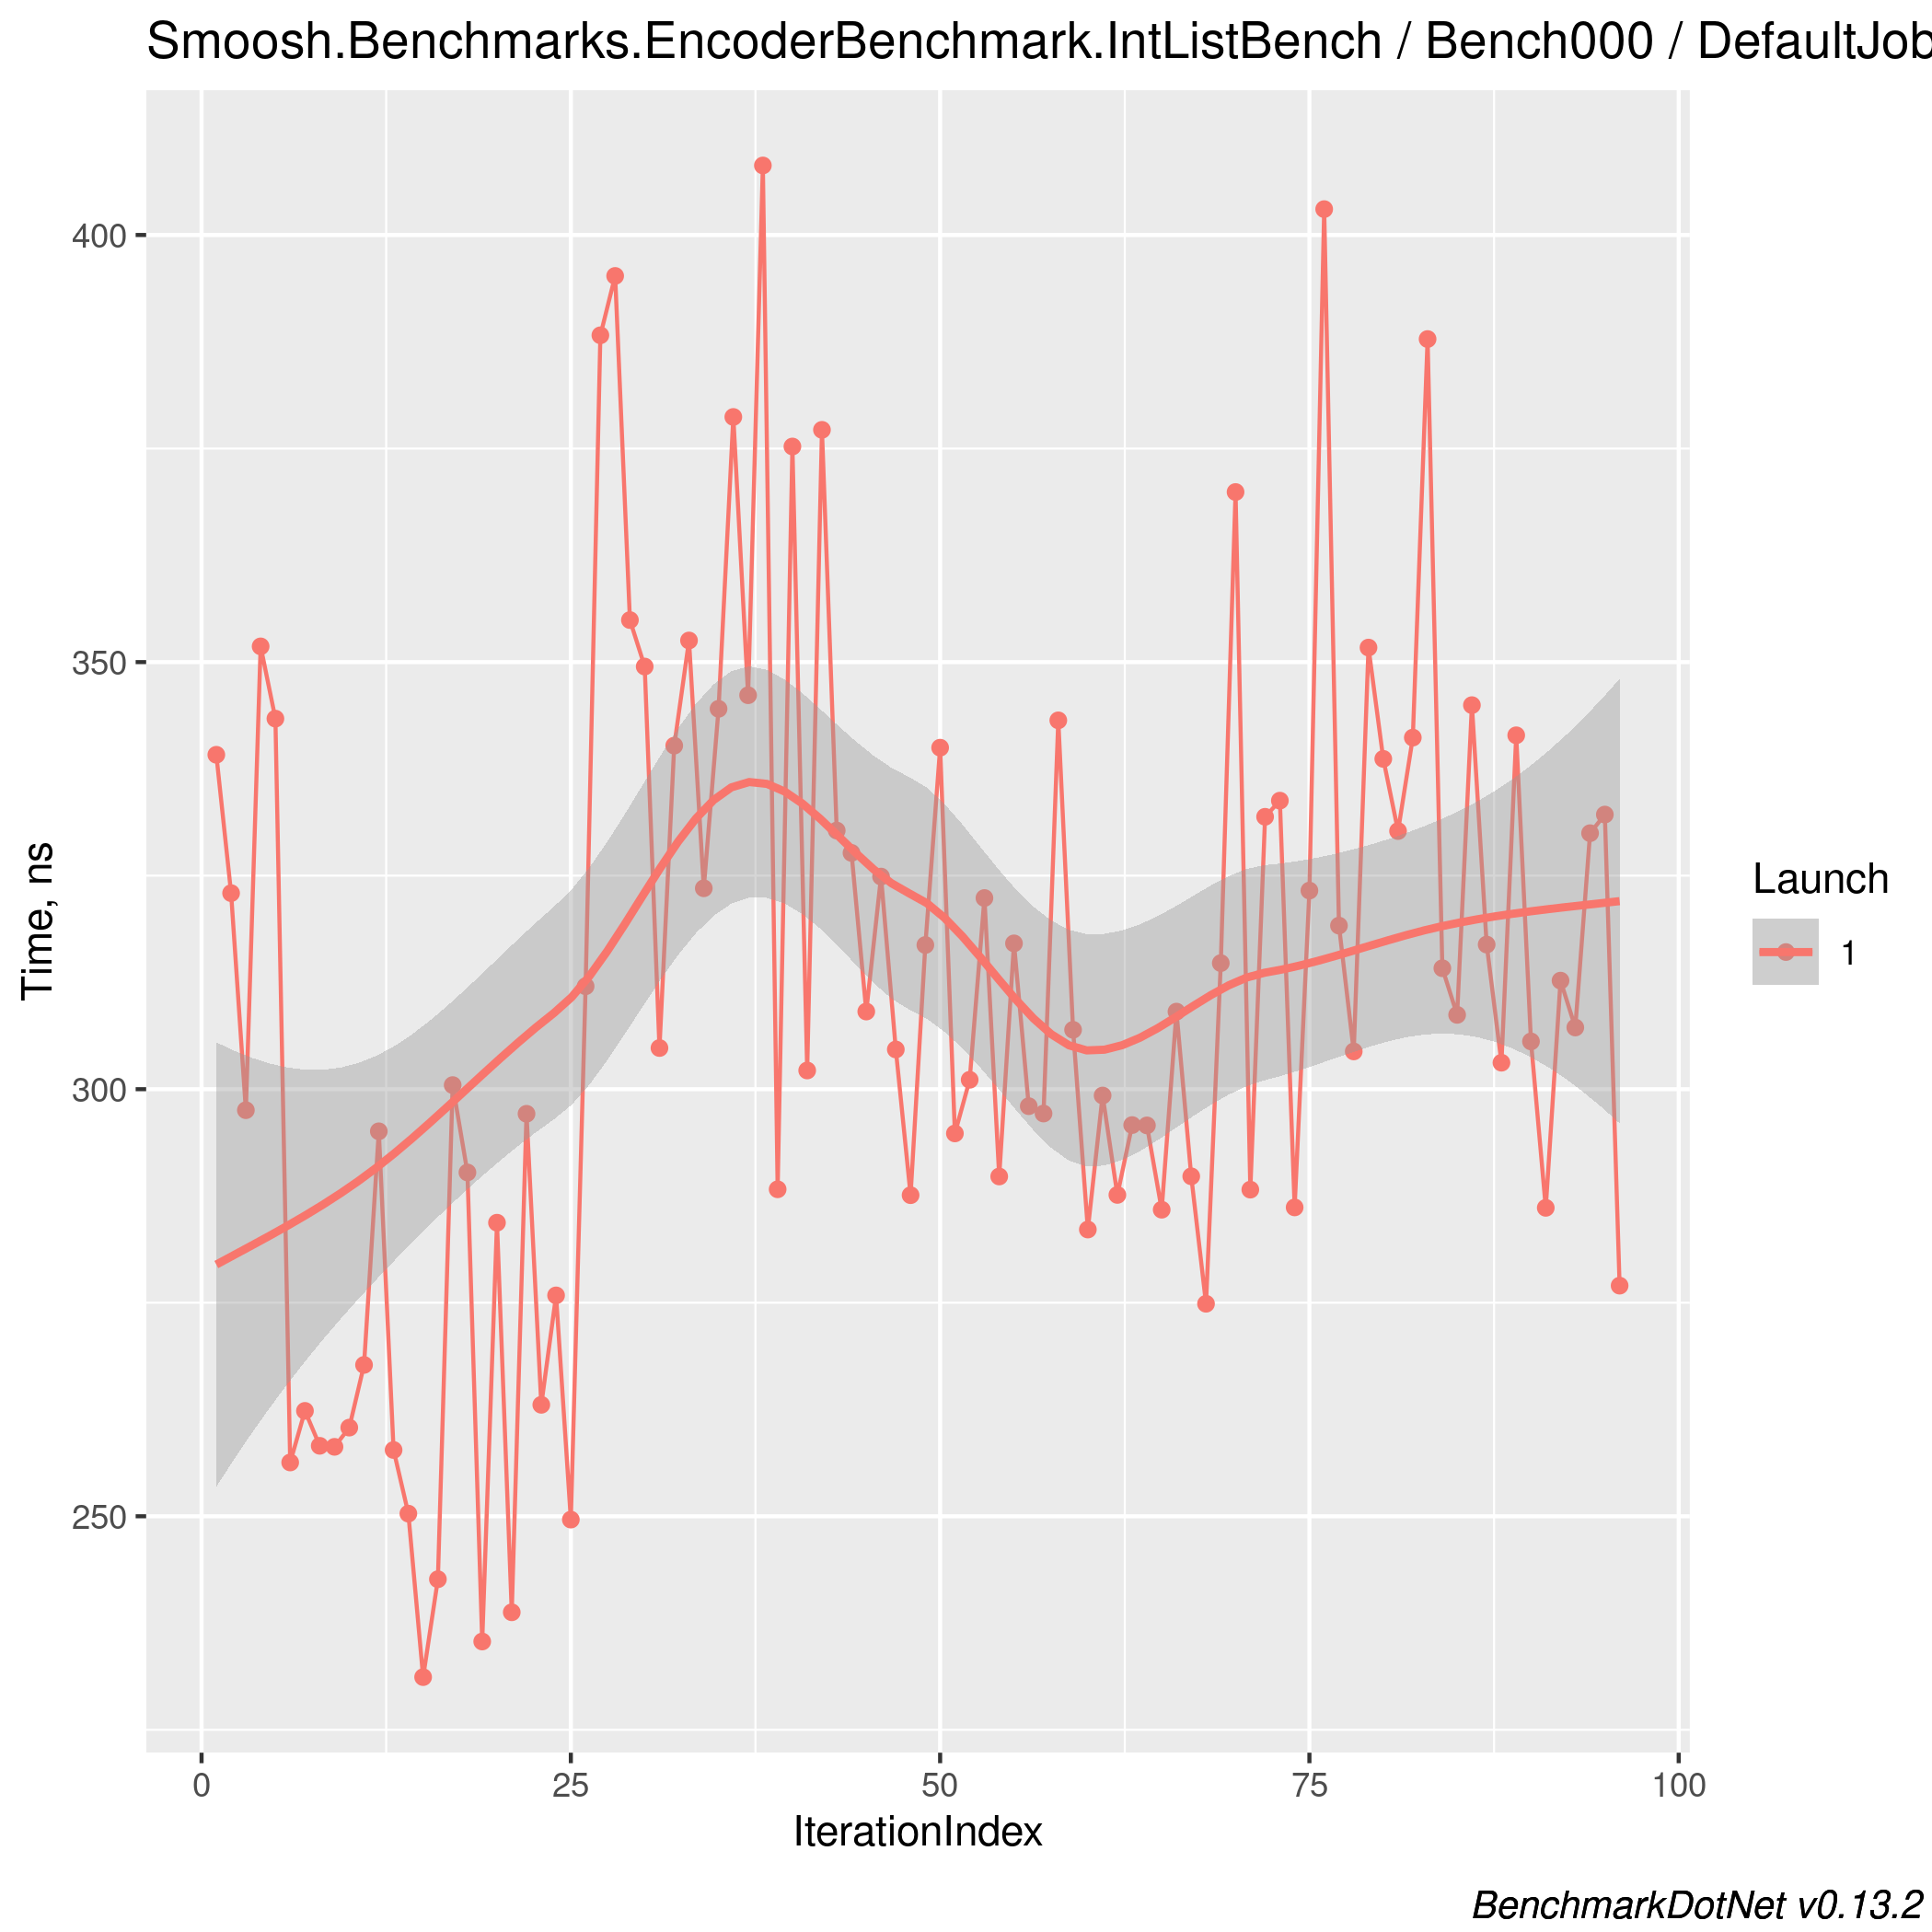 Smoosh.Benchmarks.EncoderBenchmark.IntListBench / Bench000 / DefaultJob
Time, ns
400
350
300
250
0
25
50
75
100
IterationIndex
Launch
1
BenchmarkDotNet v0.13.2